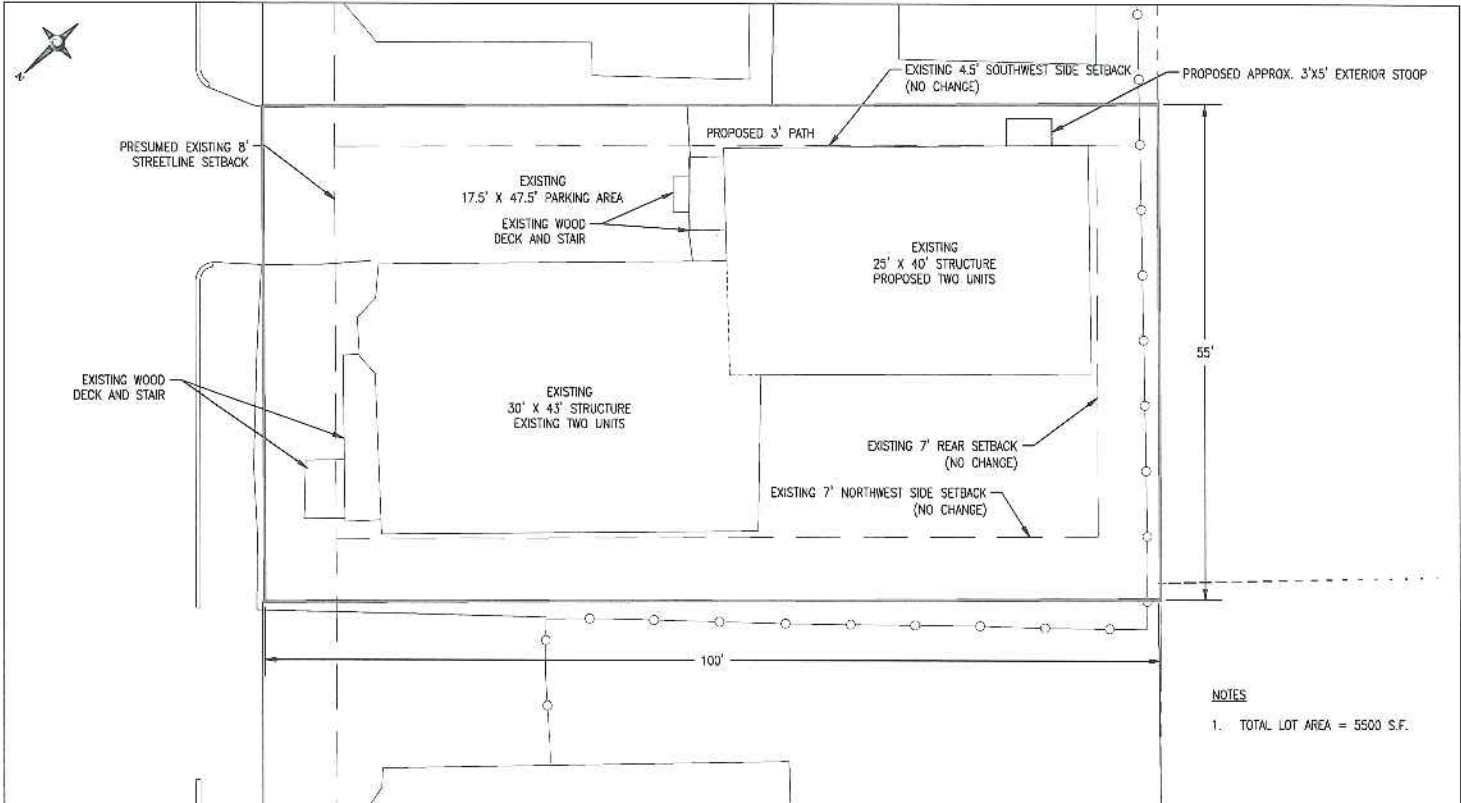 N
EXISTING 4.5' SOUTHWEST SIDE SETBACK
(NO CHANGE)
PROPOSED APPROX. 3'X5' EXTERIOR STOOP
PRESUMED EXISTING 8'
STREETLINE SETBACK
PROPOSED 3' PATH
EXISTING
17.5' X 47.5' PARKING AREA
EXISTING WOOD
DECK AND STAIR
EXISTING
25' X 40' STRUCTURE
PROPOSED TWO UNITS
55'
EXISTING WOOD
DECK AND STAIR
EXISTING
30' X 43' STRUCTURE
EXISTING TWO UNITS
EXISTING 7' REAR SETBACK
(NO CHANGE)
EXISTING 7' NORTHWEST SIDE SETBACK
(NO CHANGE)
100'
NOTES
1. TOTAL LOT AREA = 5500 S.F.